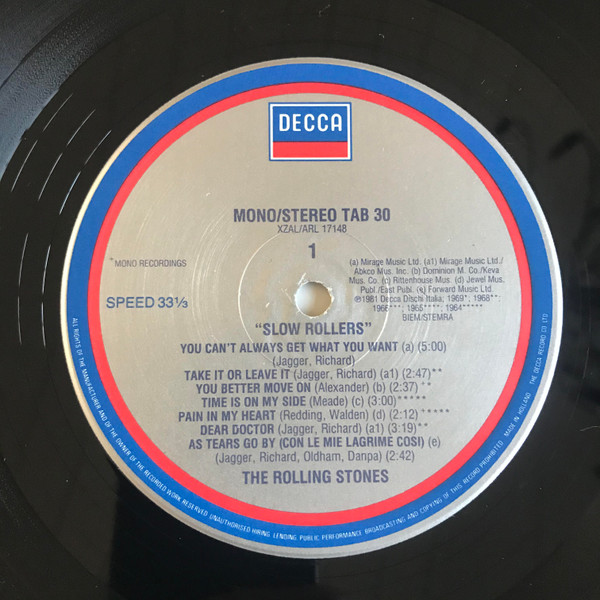 DECCA
MONO/STEREO TAB 30
XZAL/ARL 17148
1
*MONO RECORDINGS
SPEED 33⅓
(a) Mirage Music Ltd. (a1) Mirage Music Ltd./
Abkco Mus. Inc. (b) Dominion M. Co/Keva
Mus. Co. (c) Rittenhouse Mus. (d) Jewel Mus.
Publ./East Publ. (e) Forward Music Ltd.
℗1981 Decca Dischi Italia; 1969*; 1968**;
1966***; 1965****; 1964*****
BIEM/STEMRA
"SLOW ROLLERS"
YOU CAN'T ALWAYS GET WHAT YOU WANT (a) (5:00)
(Jagger, Richard)
TAKE IT OR LEAVE IT (Jagger, Richard) (a1) (2:47)**
YOU BETTER MOVE ON (Alexander) (b) (2:37) **
TIME IS ON MY SIDE (Meade) (c) (3:00)*****
PAIN IN MY HEART (Redding, Walden) (d) (2:12) *****
DEAR DOCTOR (Jagger, Richard) (a1) (3:19)**
AS TEARS GO BY (CON LE MIE LAGRIME COSI) (e)
(Jagger, Richard, Oldham, Danpa) (2:42)
THE ROLLING STONES
ALL RIGHTS OF THE MANUFACTURER AND OF THE OWNER OF THE RECORDED WORK RESERVED UNAUTHORISED HIRING LENDING PUBLIC PERFORMANCE BROADCASTING AND COPYING OF THIS RECORD PROHIBITED MADE IN HOLLAND THE DECCA RECORD CO LTD